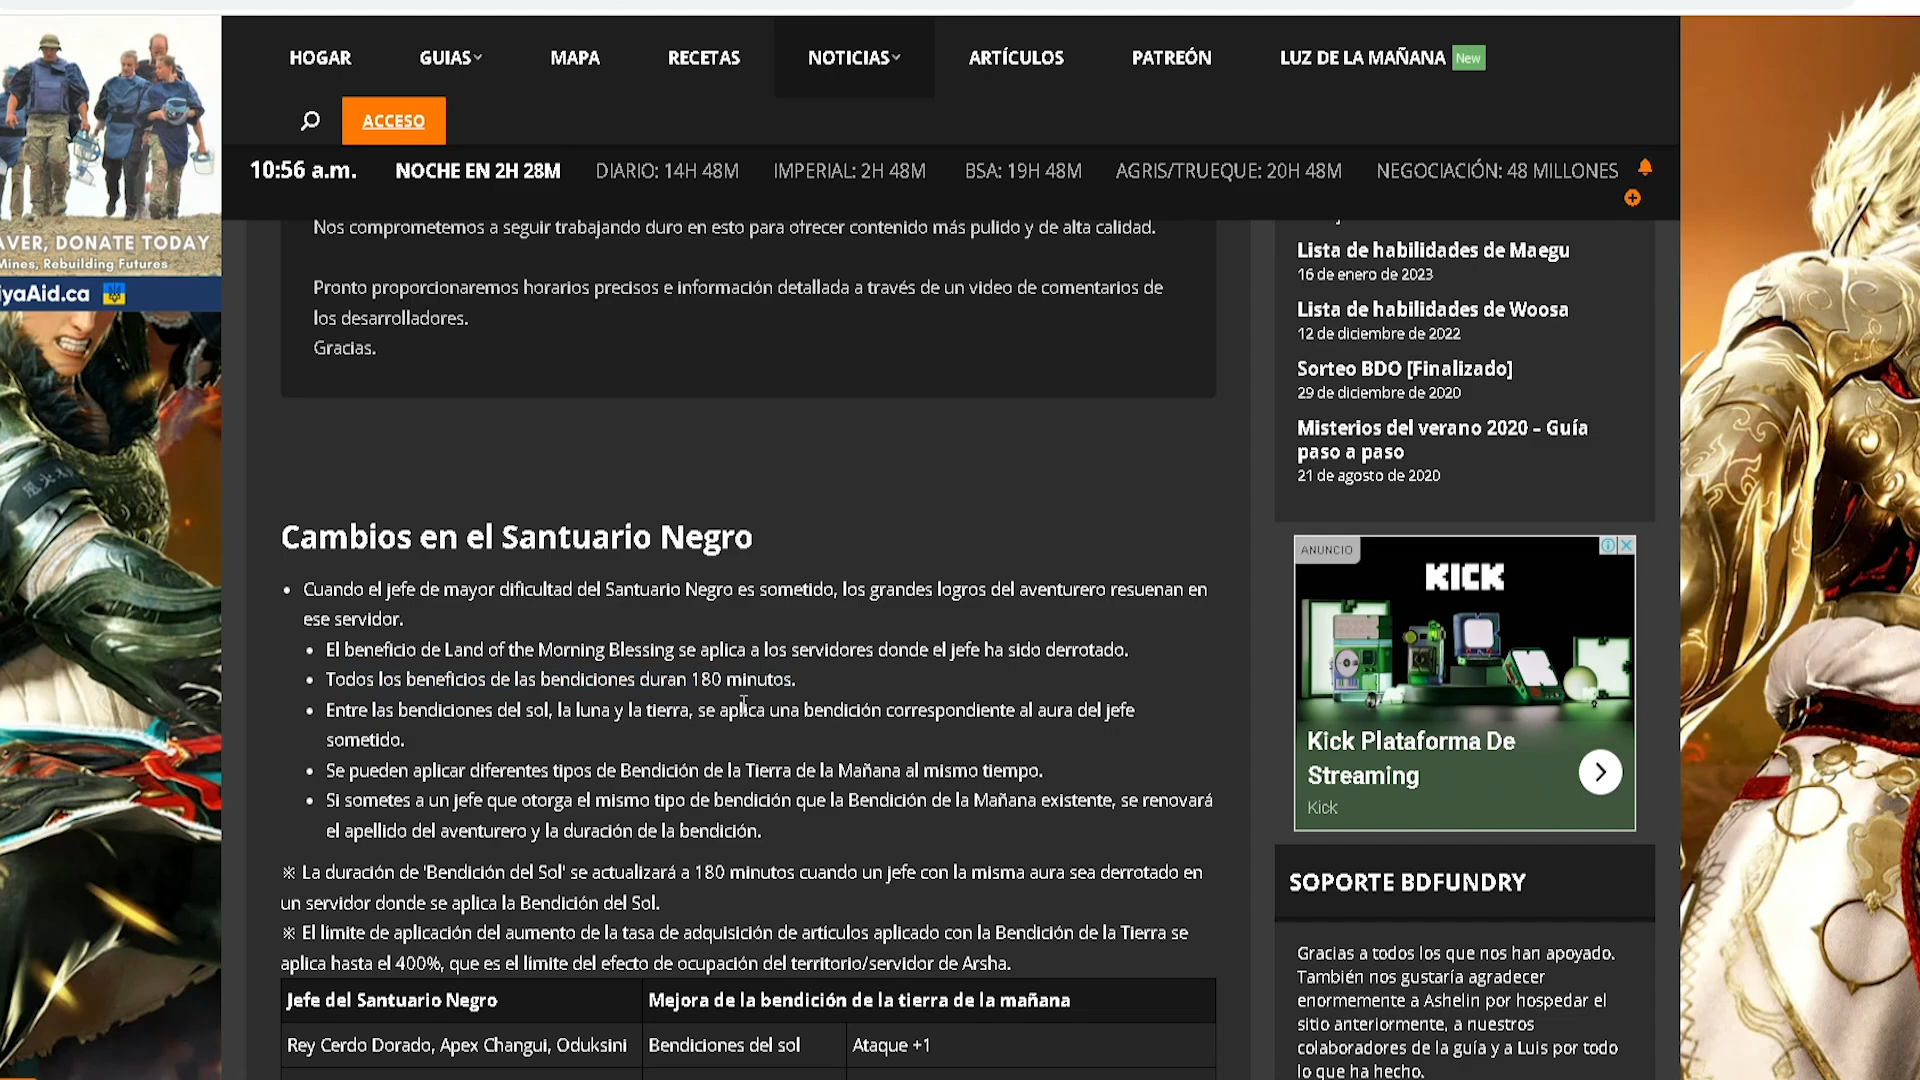 HOGAR
GUIAS
MAPA
RECETAS
NOTICIAS
ARTÍCULOS
PATREÓN
LUZ DE LA MAÑANA New
ACCESO
10:56 a.m.
NOCHE EN 2H 28M
DIARIO: 14H 48M
IMPERIAL: 2H 48M
BSA: 19H 48M
AGRIS/TRUEQUE: 20H 48M
NEGOCIACIÓN: 48 MILLONES
AVER, DONATE TODAY
Mines, Rebuilding Futures
iyaAid.ca
Nos comprometemos a seguir trabajando duro en esto para ofrecer contenido más pulido y de alta calidad.
Pronto proporcionaremos horarios precisos e información detallada a través de un video de comentarios de
los desarrolladores.
Gracias.
Cambios en el Santuario Negro
• Cuando el jefe de mayor dificultad del Santuario Negro es sometido, los grandes logros del aventurero resuenan en
ese servidor.
• El beneficio de Land of the Morning Blessing se aplica a los servidores donde el jefe ha sido derrotado.
• Todos los beneficios de las bendiciones duran 180 minutos.
• Entre las bendiciones del sol, la luna y la tierra, se aplica una bendición correspondiente al aura del jefe
sometido.
• Se pueden aplicar diferentes tipos de Bendición de la Tierra de la Mañana al mismo tiempo.
• Si sometes a un jefe que otorga el mismo tipo de bendición que la Bendición de la Mañana existente, se renovará
el apellido del aventurero y la duración de la bendición.
※ La duración de 'Bendición del Sol' se actualizará a 180 minutos cuando un jefe con la misma aura sea derrotado en
un servidor donde se aplica la Bendición del Sol.
※ El límite de aplicación del aumento de la tasa de adquisición de artículos aplicado con la Bendición de la Tierra se
aplica hasta el 400%, que es el límite del efecto de ocupación del territorio/servidor de Arsha.
Jefe del Santuario Negro
Mejora de la bendición de la tierra de la mañana
Rey Cerdo Dorado, Apex Changui, Oduksini
Bendiciones del sol
Ataque +1
Lista de habilidades de Maegu
16 de enero de 2023
Lista de habilidades de Woosa
12 de diciembre de 2022
Sorteo BDO [Finalizado]
29 de diciembre de 2020
Misterios del verano 2020 – Guía
paso a paso
21 de agosto de 2020
ANUNCIO
KICK
Kick Plataforma De
Streaming
Kick
SOPORTE BDFUNDRY
Gracias a todos los que nos han apoyado.
También nos gustaría agradecer
enormemente a Ashelin por hospedar el
sitio anteriormente, a nuestros
colaboradores de la guía y a Luis por todo
lo que ha hecho.